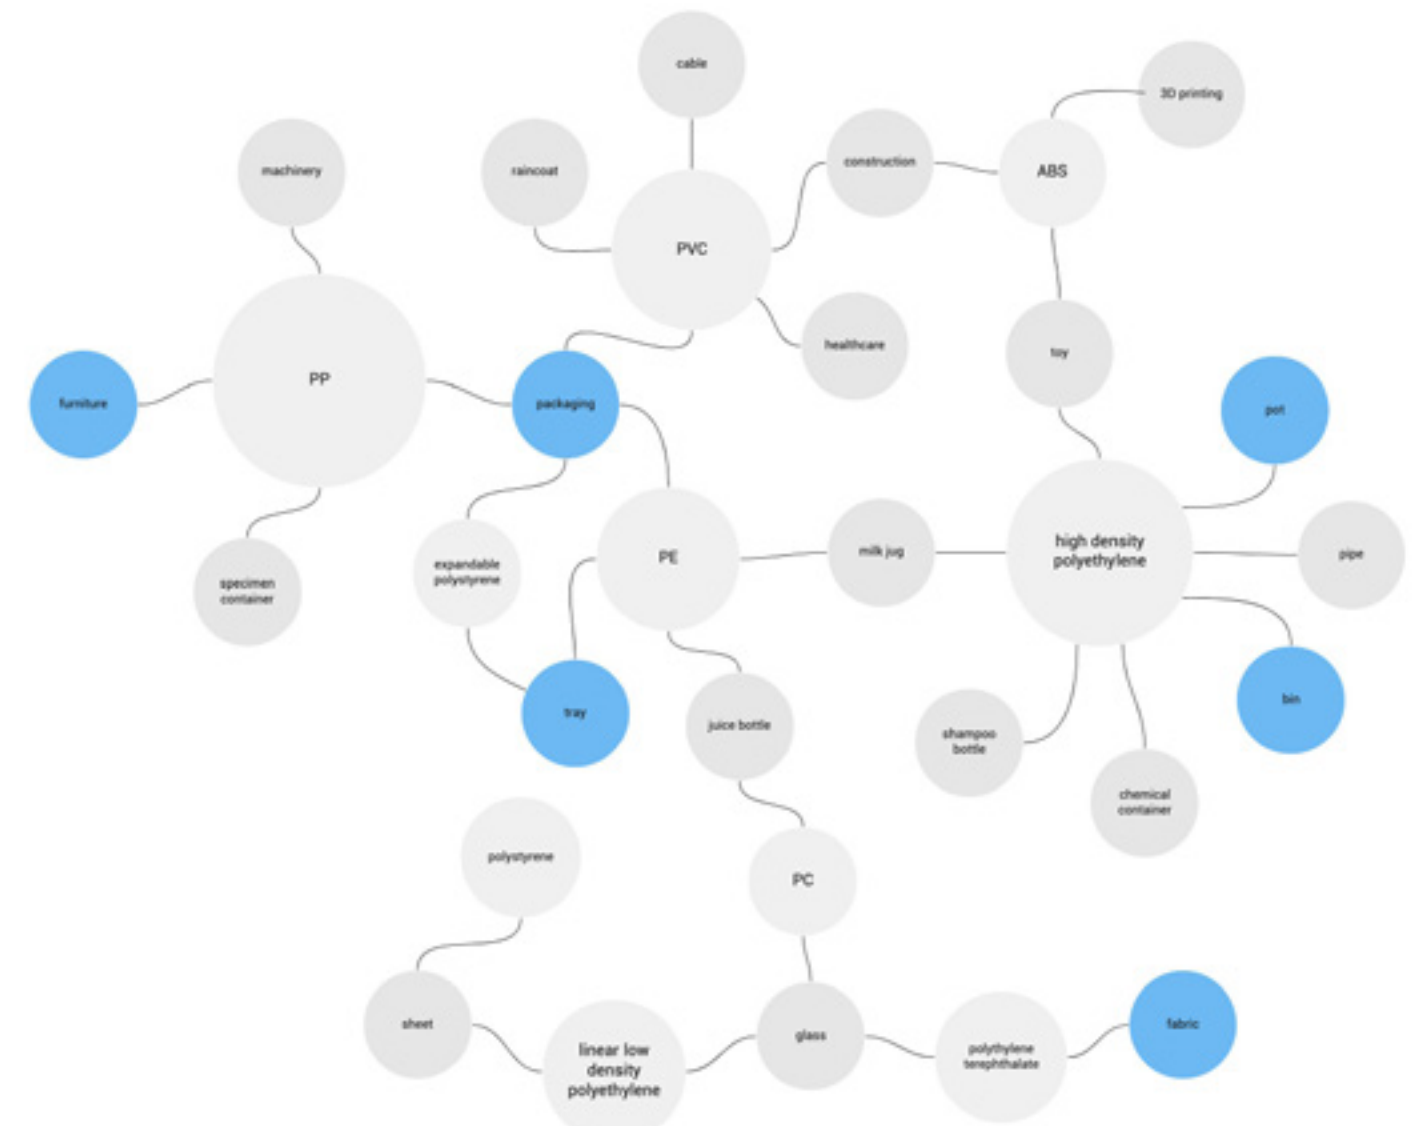 cable
3D printing
machinery
raincoat
construction
ABS
PVC
healthcare
toy
PP
furniture
packaging
pot
high density
polyethylene
milk jug
pipe
PE
expandable
polystyrene
specimen
container
bin
tray
juice bottle
shampoo
bottle
chemical
container
polystyrene
PC
sheet
glass
fabric
linear low
density
polyethylene
polythylene
terephthalate